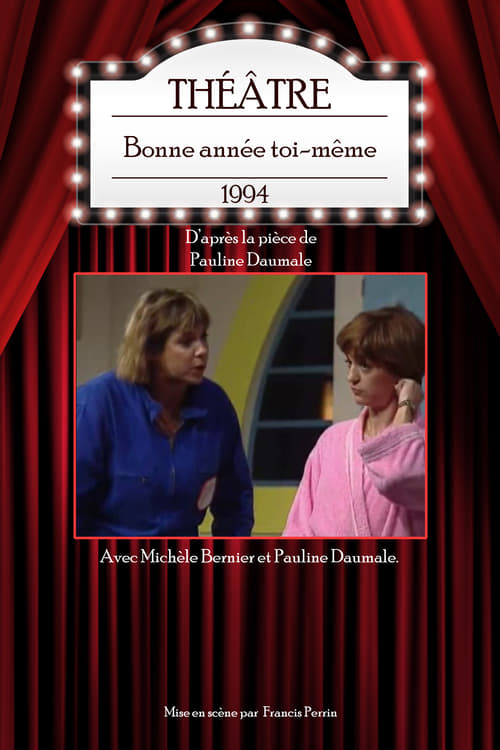 THÉÂTRE
Bonne année toi-même
1994
D'après la pièce de
Pauline Daumale
Avec Michèle Bernier et Pauline Daumale.
Mise en scène par Francis Perrin